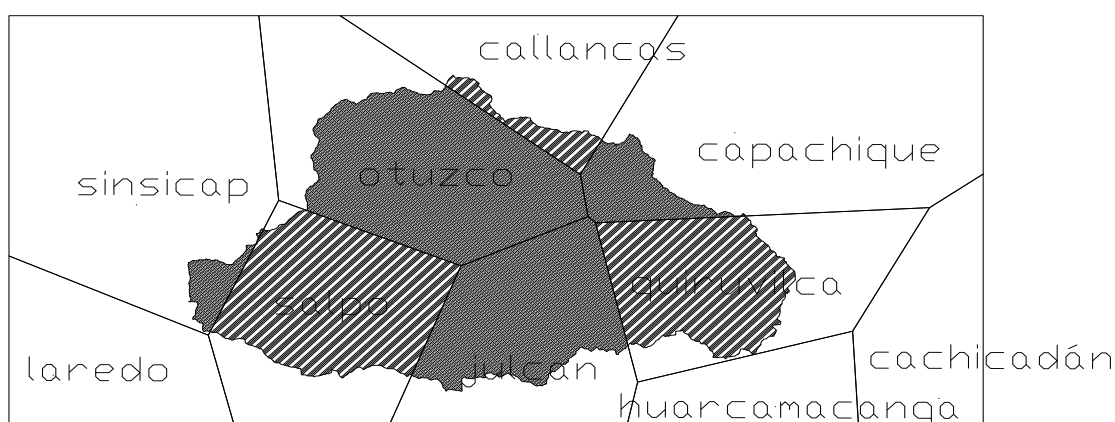 callancas
capachique
otuzco
sinsicap
quiruvilca
salpo
cachicadán
laredo
julcan
huarcamacanga